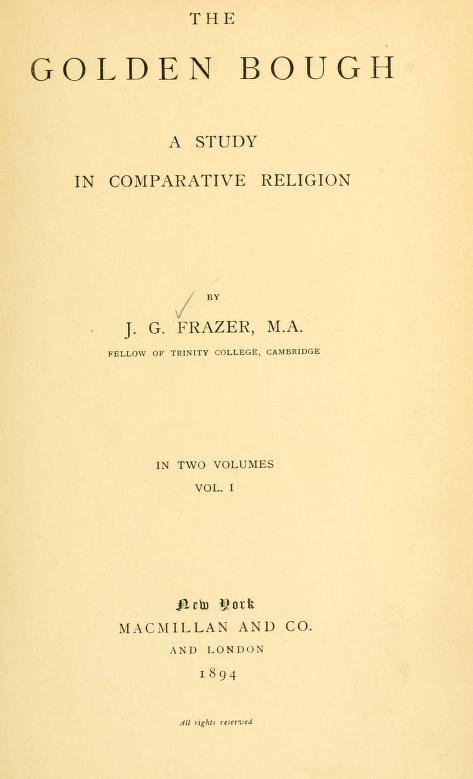 THE
GOLDEN BOUGH
A STUDY
IN COMPARATIVE RELIGION
BY
J. G. FRAZER, M.A.
FELLOW OF TRINITY COLLEGE, CAMBRIDGE
IN TWO VOLUMES
VOL. I
New York
MACMILLAN AND CO.
AND LONDON
1894
All rights reserved